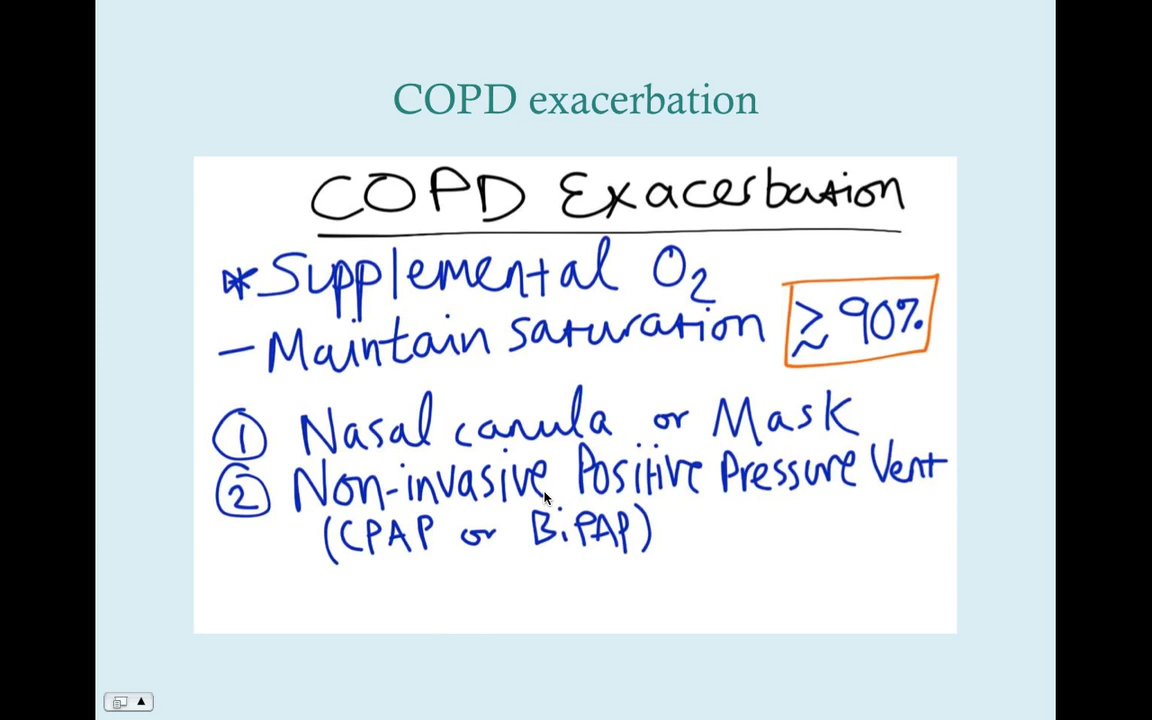 COPD exacerbation
COPD Exacerbation
* Supplemental O₂
- Maintain saturation ≳ 90%
① Nasal canula or Mask
② Non-invasive Positive Pressure Vent
(CPAP or BiPAP)